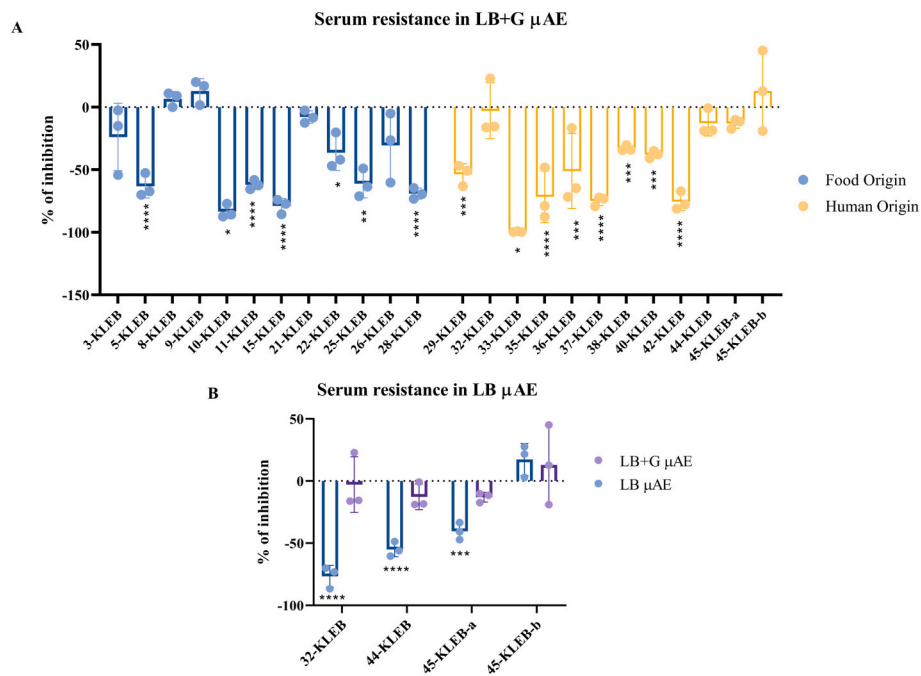 Serum resistance in LB+G µAE
A
% of inhibition
50
0
-50
-100
-150
****
*
****
****
*
**
****
***
*
****
***
****
***
***
****
Food Origin
Human Origin
3-KLEB
5-KLEB
8-KLEB
9-KLEB
10-KLEB
11-KLEB
15-KLEB
21-KLEB
22-KLEB
25-KLEB
26-KLEB
28-KLEB
29-KLEB
32-KLEB
33-KLEB
35-KLEB
36-KLEB
37-KLEB
38-KLEB
40-KLEB
42-KLEB
44-KLEB
45-KLEB-a
45-KLEB-b
B
Serum resistance in LB µAE
% of inhibition
50
0
-50
-100
****
****
***
LB+G µAE
LB µAE
32-KLEB
44-KLEB
45-KLEB-a
45-KLEB-b